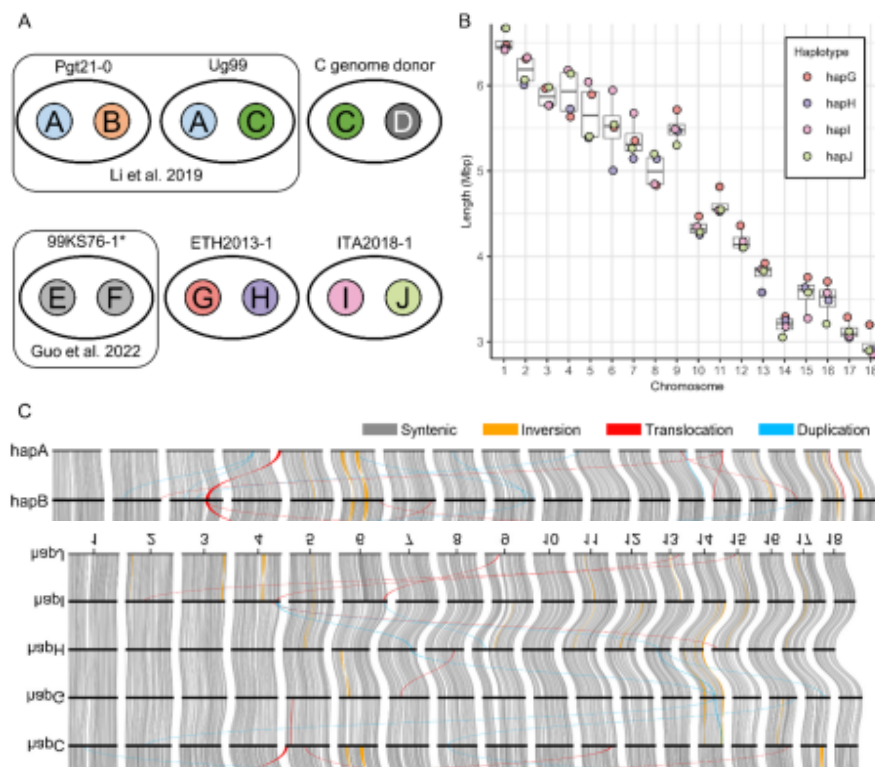 A
Pgt21-0
Ug99
C genome donor
A B
A C
C D
Li et al. 2019
99KS76-1*
ETH2013-1
ITA2018-1
E F
G H
I J
Guo et al. 2022
B
Length (Mbp)
6
5
4
3
Haplotype
hapG
hapH
hapI
hapJ
1 2 3 4 5 6 7 8 9 10 11 12 13 14 15 16 17 18
Chromosome
C
Syntenic Inversion Translocation Duplication
hapA
hapB
1 2 3 4 5 6 7 8 9 10 11 12 13 14 15 16 17 18
hapJ
hapI
hapH
hapG
hapC